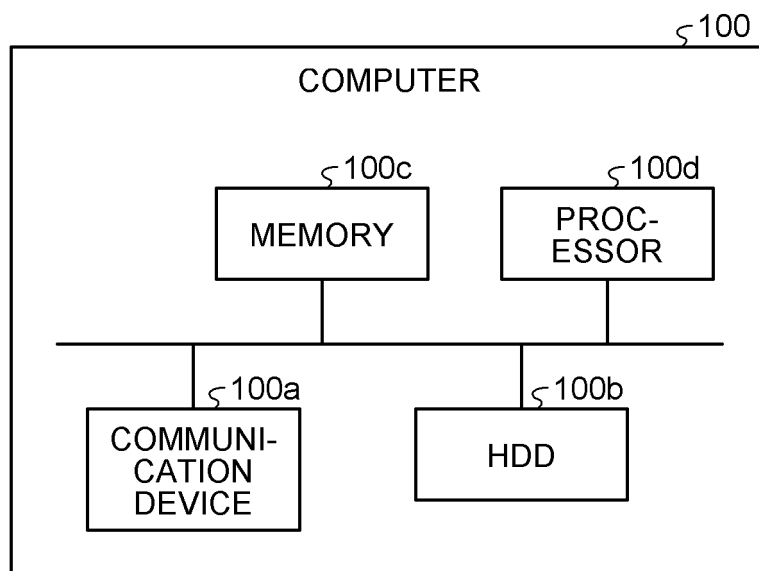 100
COMPUTER
100c
MEMORY
100d
PROC-
ESSOR
100a
COMMUNI-
CATION
DEVICE
100b
HDD